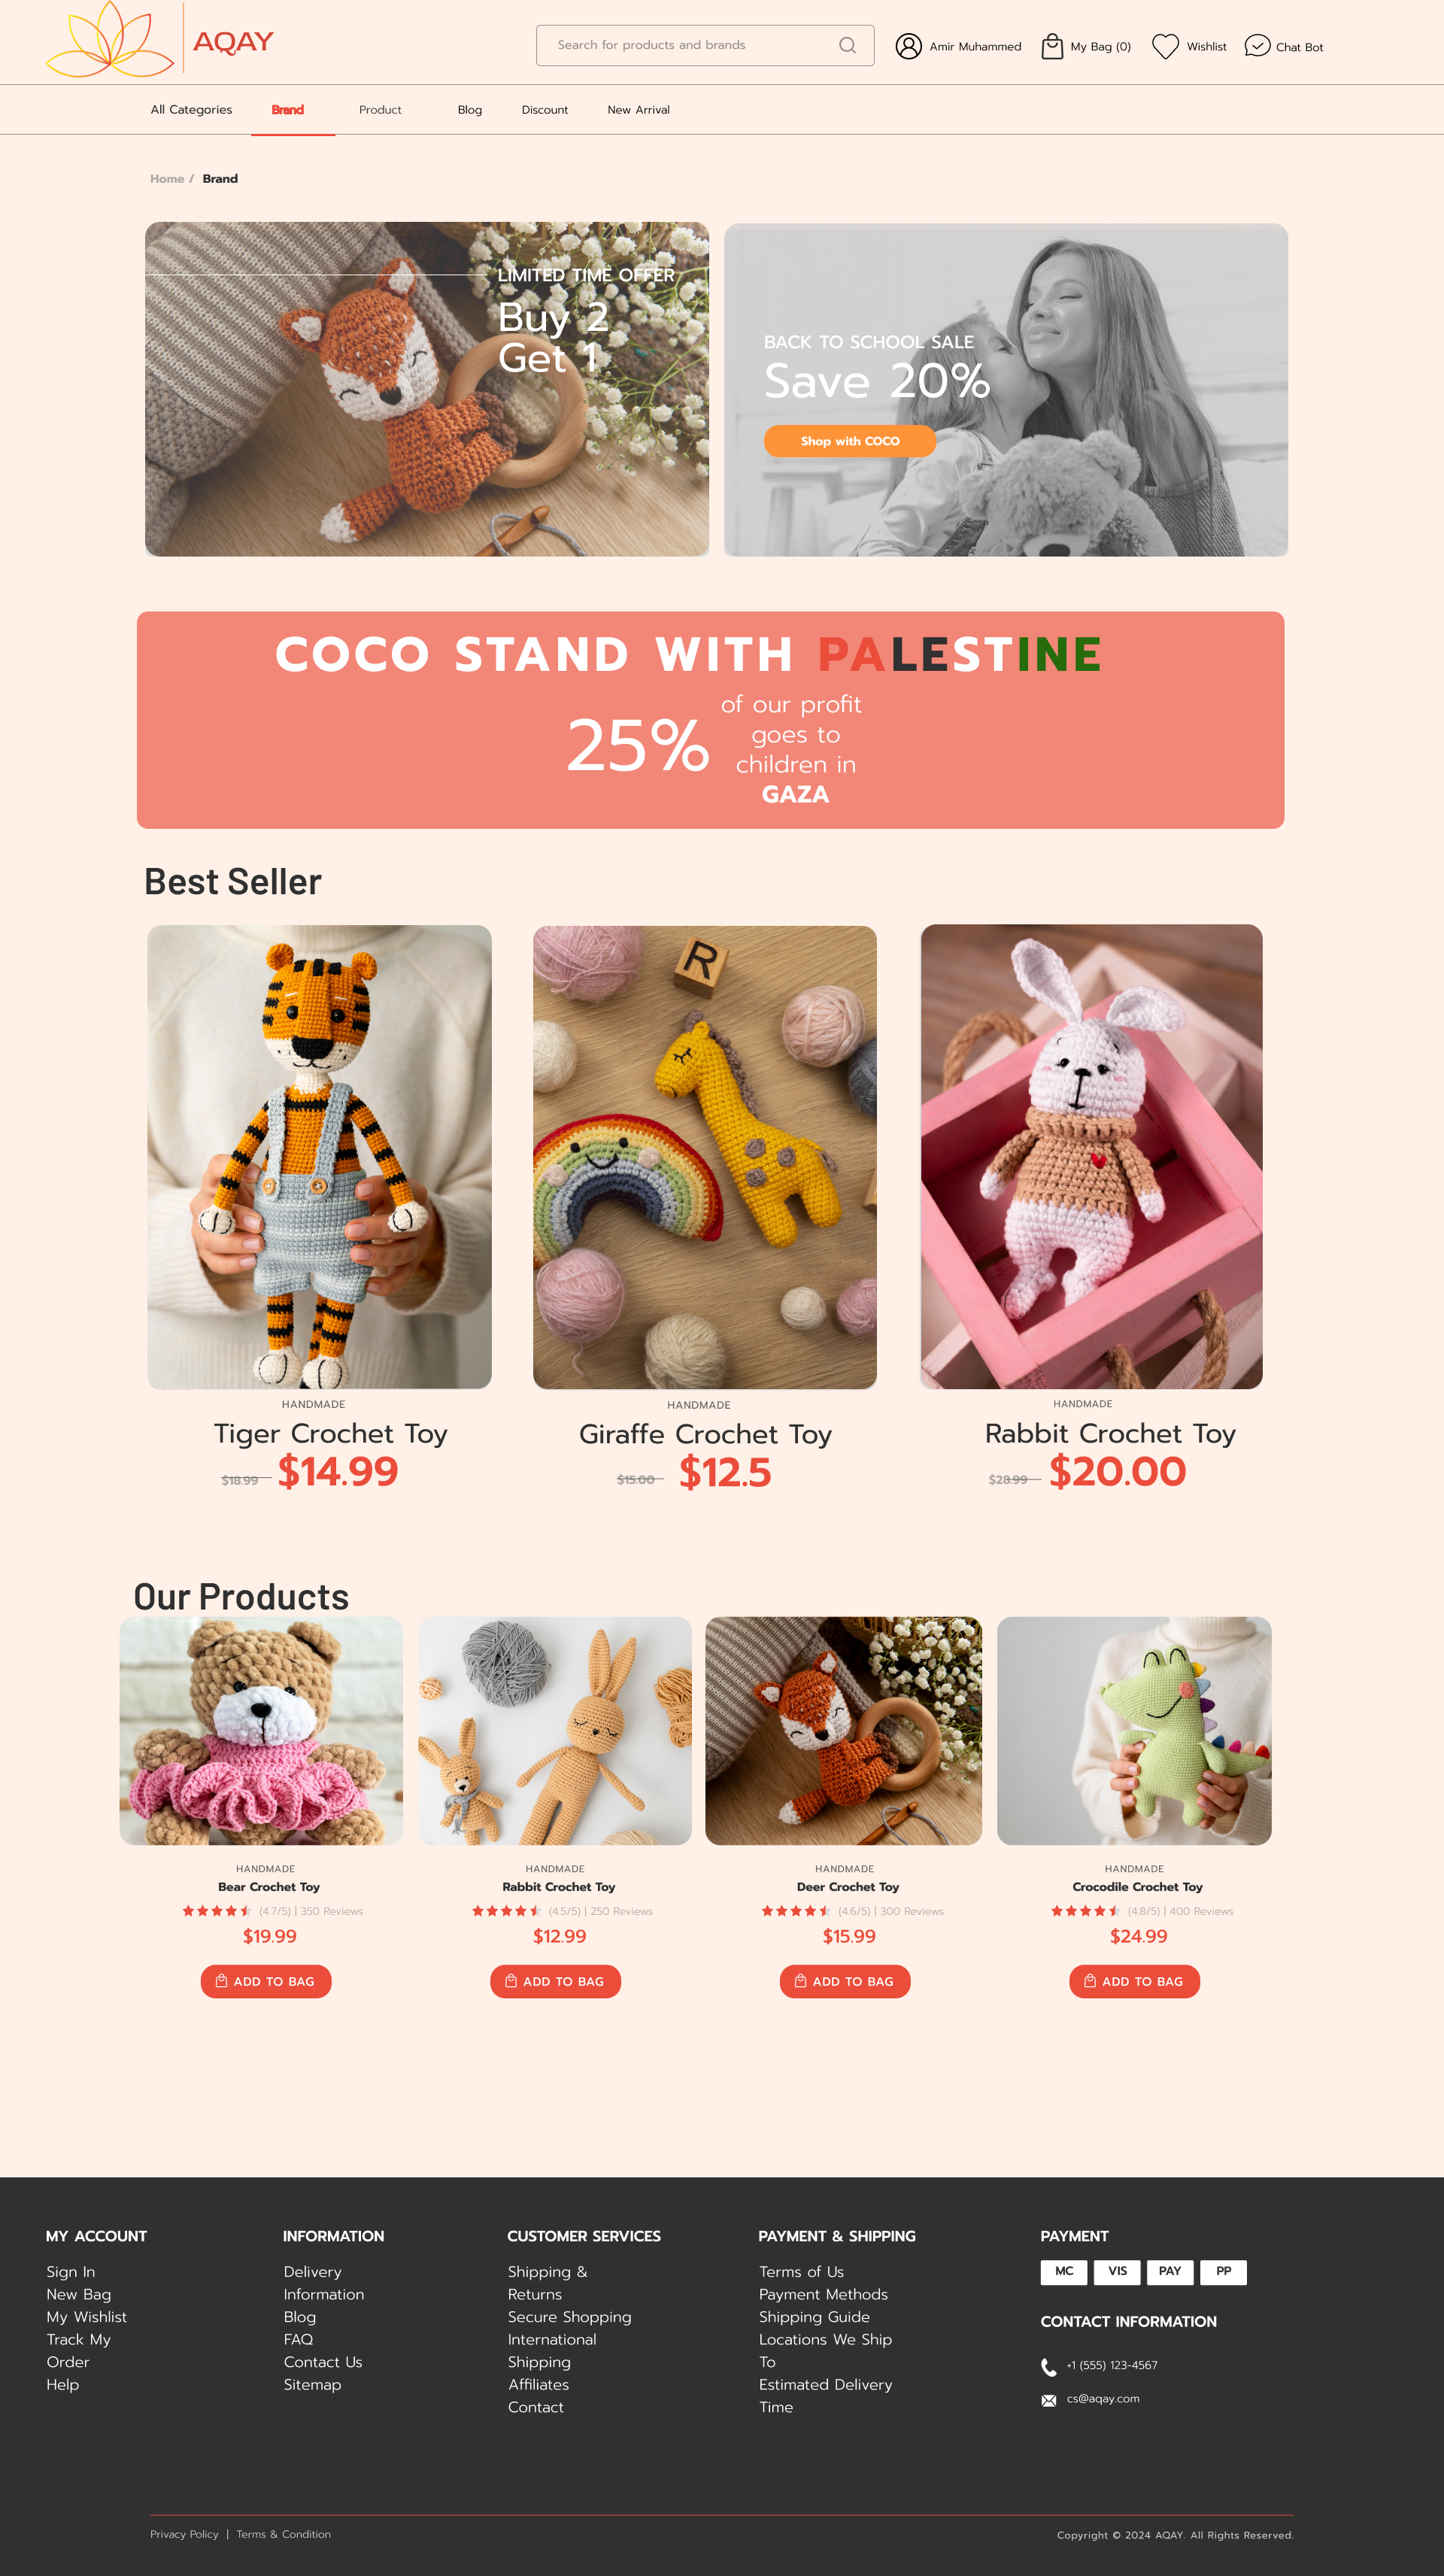 AQAY
Search for products and brands
Amir Muhammed
My Bag (0)
Wishlist
Chat Bot
All Categories
Brand
Product
Blog
Discount
New Arrival
Home / Brand
LIMITED TIME OFFER
Buy 2
Get 1
BACK TO SCHOOL SALE
Save 20%
Shop with COCO
COCO STAND WITH PALESTINE
25%
of our profit
goes to
children in
GAZA
Best Seller
R
HANDMADE
Tiger Crochet Toy
$18.99 $14.99
HANDMADE
Giraffe Crochet Toy
$15.00 $12.5
HANDMADE
Rabbit Crochet Toy
$28.99 $20.00
Our Products
HANDMADE
Bear Crochet Toy
(4.7/5) | 350 Reviews
$19.99
ADD TO BAG
HANDMADE
Rabbit Crochet Toy
(4.5/5) | 250 Reviews
$12.99
ADD TO BAG
HANDMADE
Deer Crochet Toy
(4.6/5) | 300 Reviews
$15.99
ADD TO BAG
HANDMADE
Crocodile Crochet Toy
(4.8/5) | 400 Reviews
$24.99
ADD TO BAG
MY ACCOUNT
Sign In
New Bag
My Wishlist
Track My
Order
Help
INFORMATION
Delivery
Information
Blog
FAQ
Contact Us
Sitemap
CUSTOMER SERVICES
Shipping &
Returns
Secure Shopping
International
Shipping
Affiliates
Contact
PAYMENT & SHIPPING
Terms of Us
Payment Methods
Shipping Guide
Locations We Ship
To
Estimated Delivery
Time
PAYMENT
MC
VIS
PAY
PP
CONTACT INFORMATION
+1 (555) 123-4567
cs@aqay.com
Privacy Policy | Terms & Condition
Copyright © 2024 AQAY. All Rights Reserved.